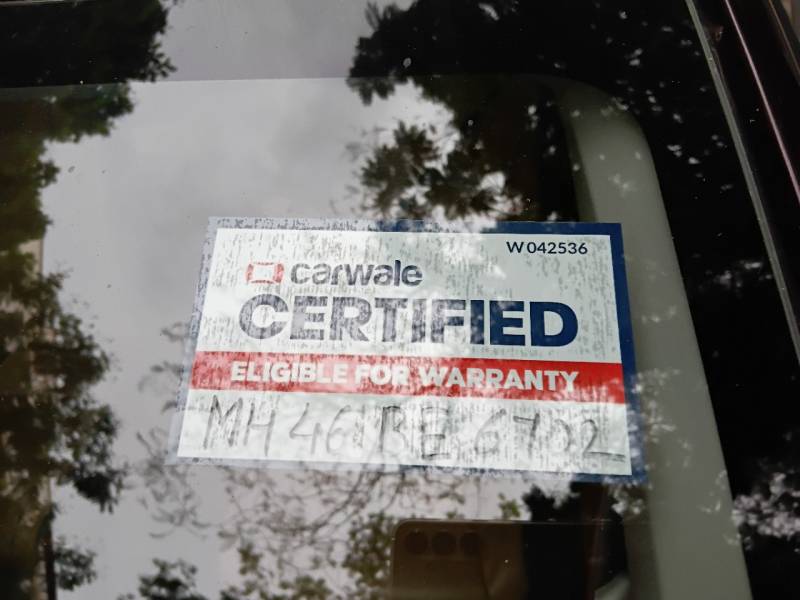 W042536
carwale
CERTIFIED
ELIGIBLE FOR WARRANTY
MH 46 BE 6702